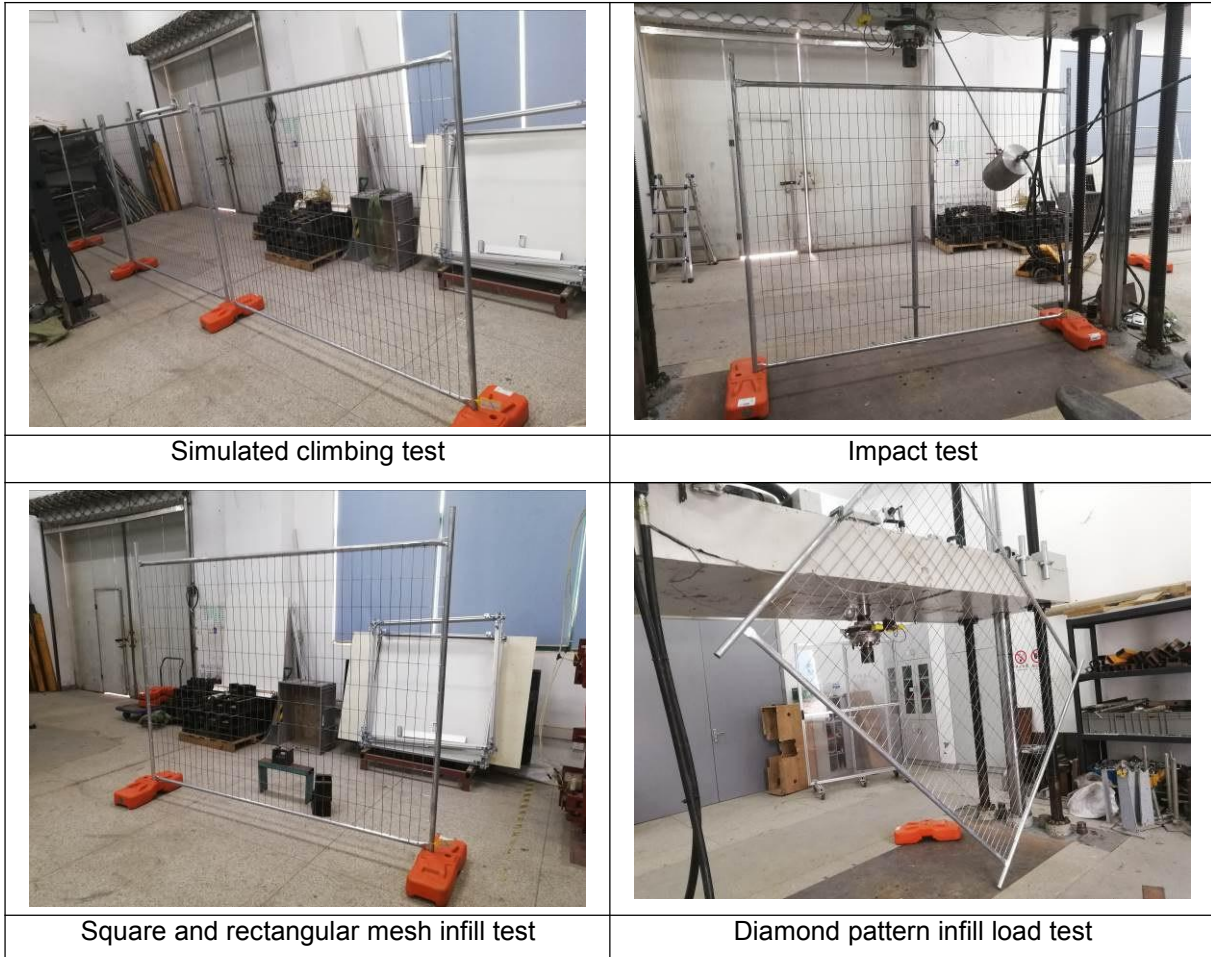 Simulated climbing test
Impact test
Square and rectangular mesh infill test
Diamond pattern infill load test